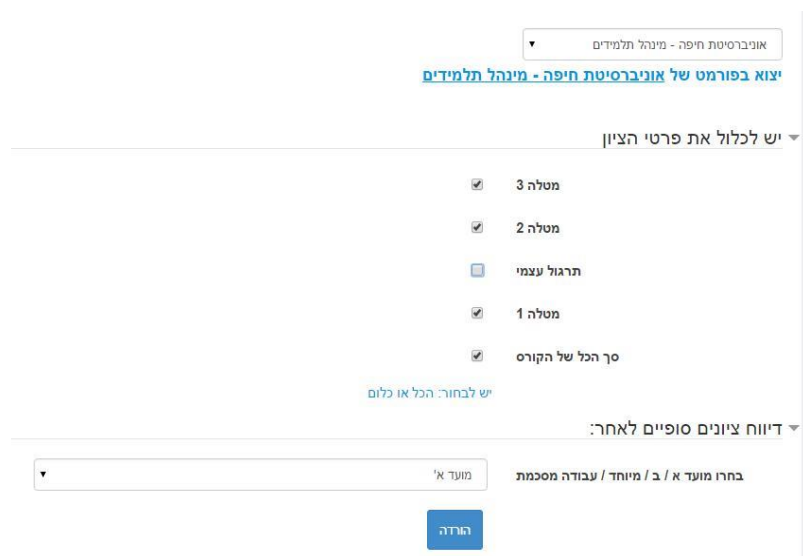 אוניברסיטת חיפה - מינהל תלמידים
יצוא בפורמט של אוניברסיטת חיפה - מינהל תלמידים
יש לכלול את פרטי הציון
מטלה 3
מטלה 2
תרגול עצמי
מטלה 1
סך הכל של הקורס
יש לבחור: הכל או כלום
דיווח ציונים סופיים לאחר:
בחרו מועד א / ב / מיוחד / עבודה מסכמת
מועד א'
הורדה